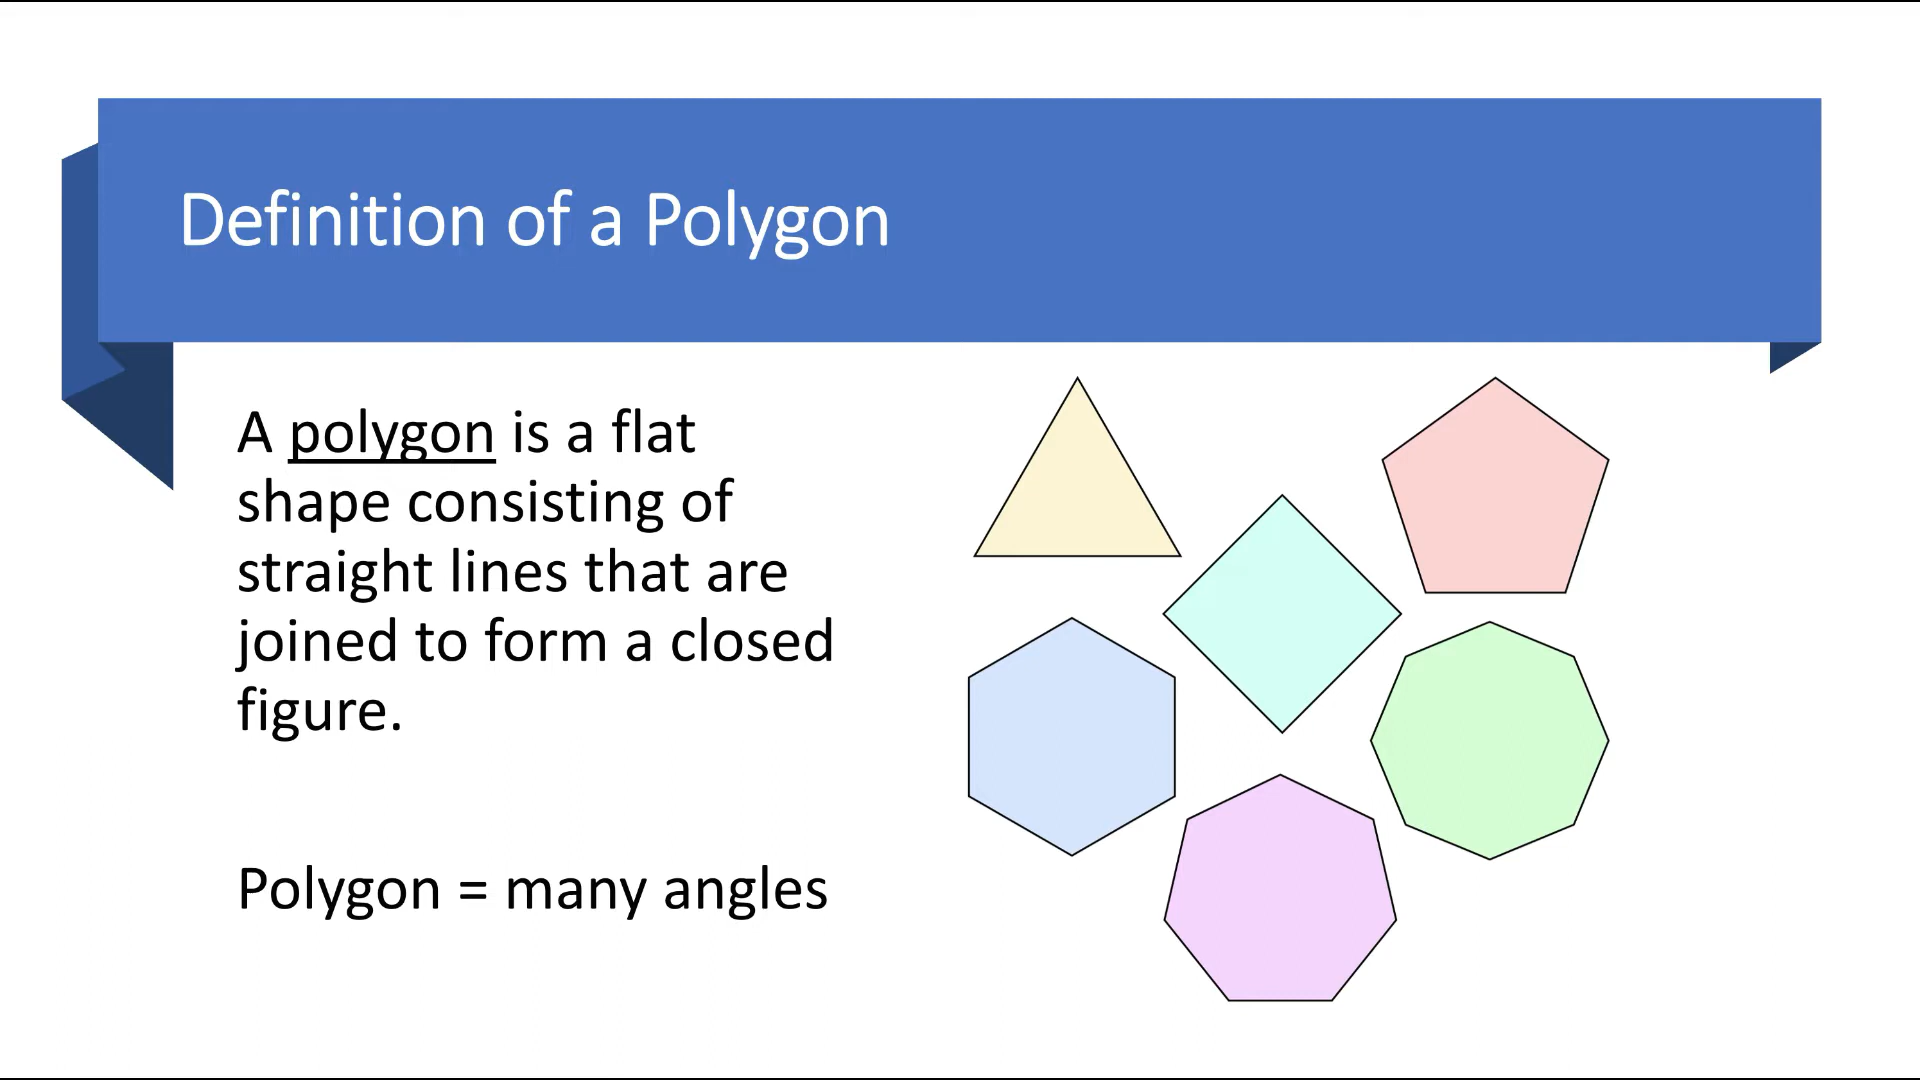 Definition of a Polygon
A polygon is a flat
shape consisting of
straight lines that are
joined to form a closed
figure.
Polygon = many angles